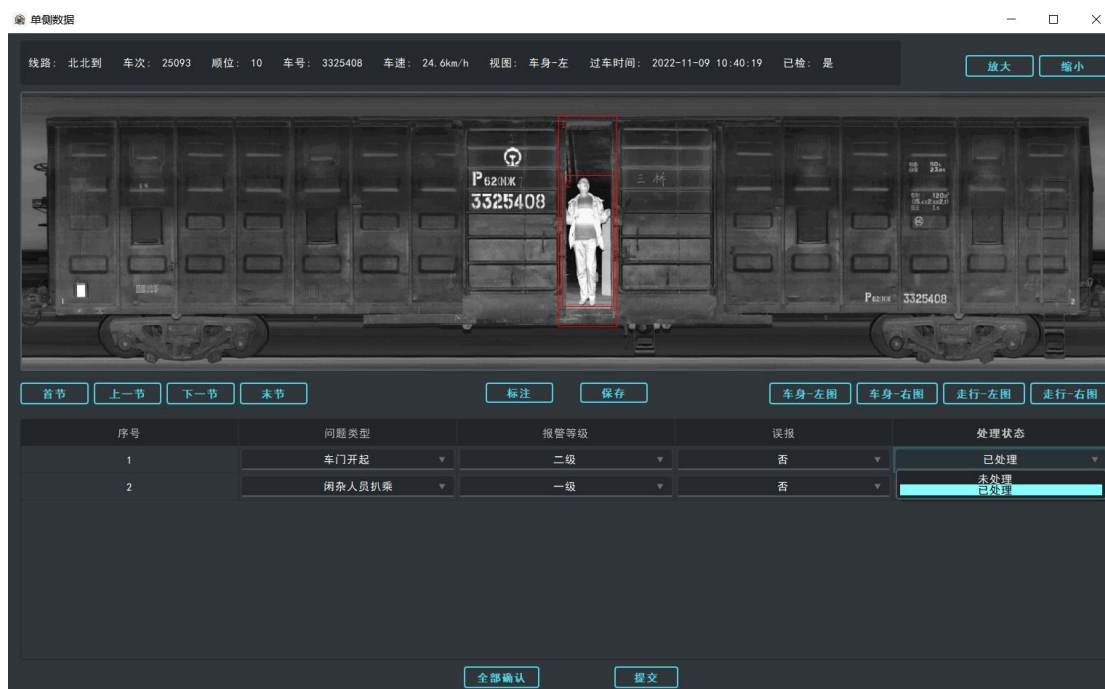 单侧数据
线路: 北北到 车次: 25093 顺位: 10 车号: 3325408 车速: 24.6km/h 视图: 车身-左 过车时间: 2022-11-09 10:40:19 已检: 是
放大 缩小
P62(N)K
3325408
三桥
P62(N)K 3325408
首节 上一节 下一节 末节 标注 保存 车身-左图 车身-右图 走行-左图 走行-右图
序号 问题类型 报警等级 误报 处理状态
1 车门开起 二级 否 已处理
2 闲杂人员扒乘 一级 否
未处理
已处理
全部确认 提交